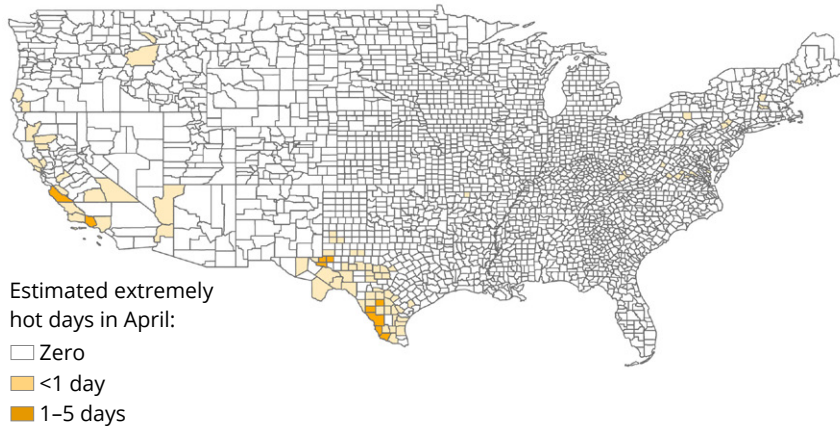 Estimated extremely
hot days in April:
Zero
<1 day
1–5 days